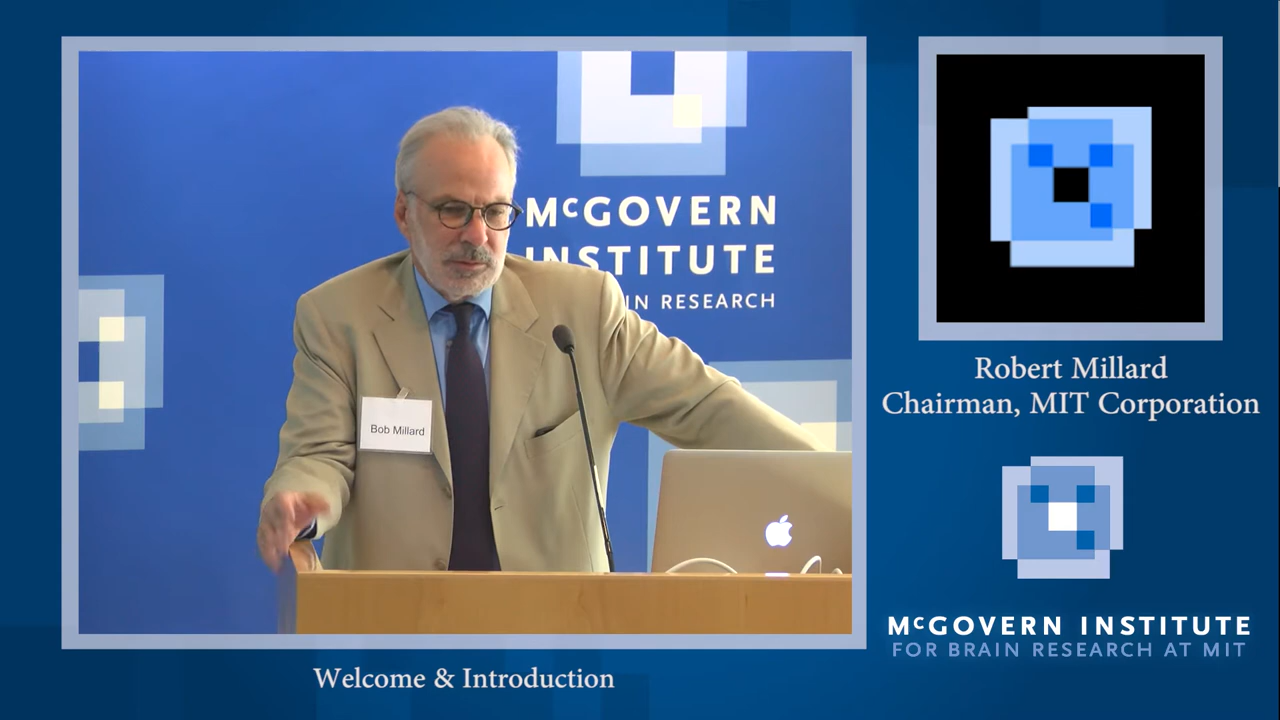 McGOVERN
INSTITUTE
IN RESEARCH
Bob Millard
Robert Millard
Chairman, MIT Corporation
McGOVERN INSTITUTE
FOR BRAIN RESEARCH AT MIT
Welcome & Introduction